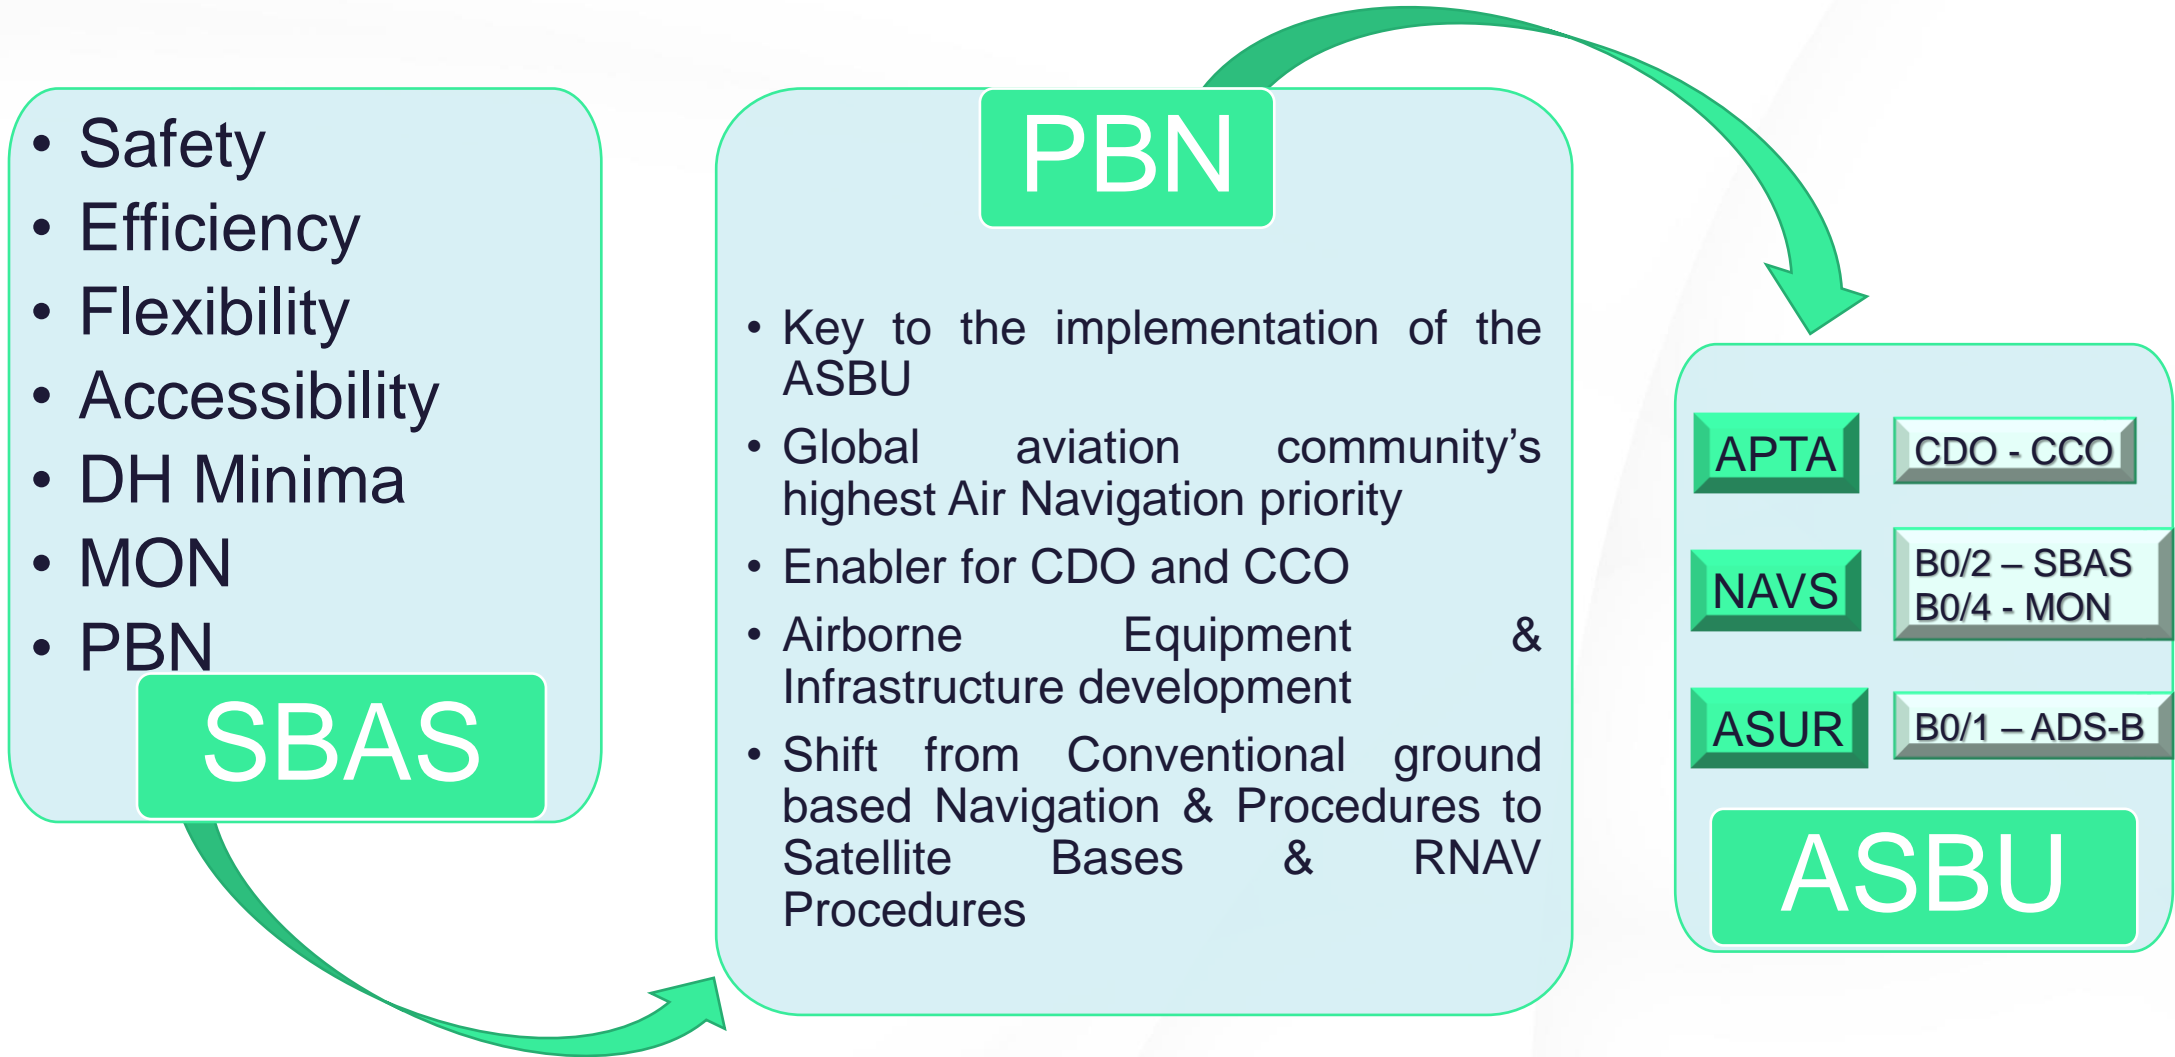 • Safety
• Efficiency
• Flexibility
• Accessibility
• DH Minima
• MON
• PBN
SBAS
PBN
• Key to the implementation of the
ASBU
• Global aviation community’s
highest Air Navigation priority
• Enabler for CDO and CCO
• Airborne Equipment &
Infrastructure development
• Shift from Conventional ground
based Navigation & Procedures to
Satellite Bases & RNAV
Procedures
APTA
CDO - CCO
NAVS
B0/2 – SBAS
B0/4 - MON
ASUR
B0/1 – ADS-B
ASBU